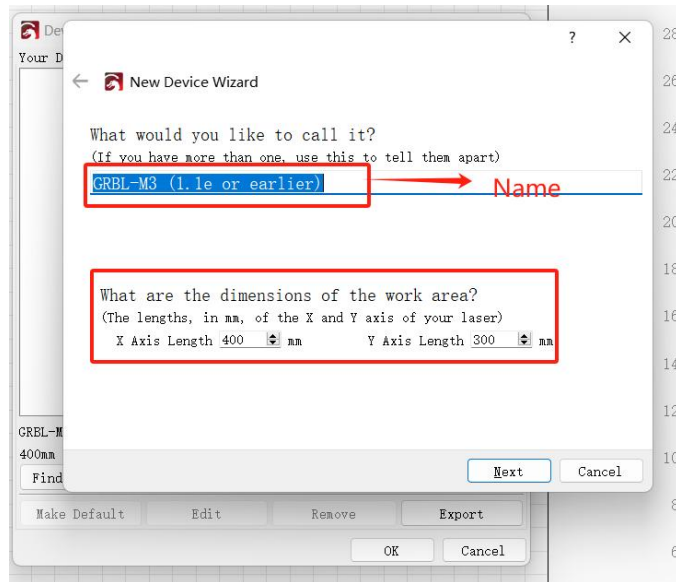 De
Your D
?
New Device Wizard
What would you like to call it?
(If you have more than one, use this to tell them apart)
GRBL-M3 (1.1e or earlier)
Name
What are the dimensions of the work area?
(The lengths, in mm, of the X and Y axis of your laser)
X Axis Length 400 mm Y Axis Length 300 mm
Next Cancel
GRBL-M
400mm
Find
Make Default Edit Remove Export
OK Cancel
28
26
24
22
20
18
16
14
12
10
8
6